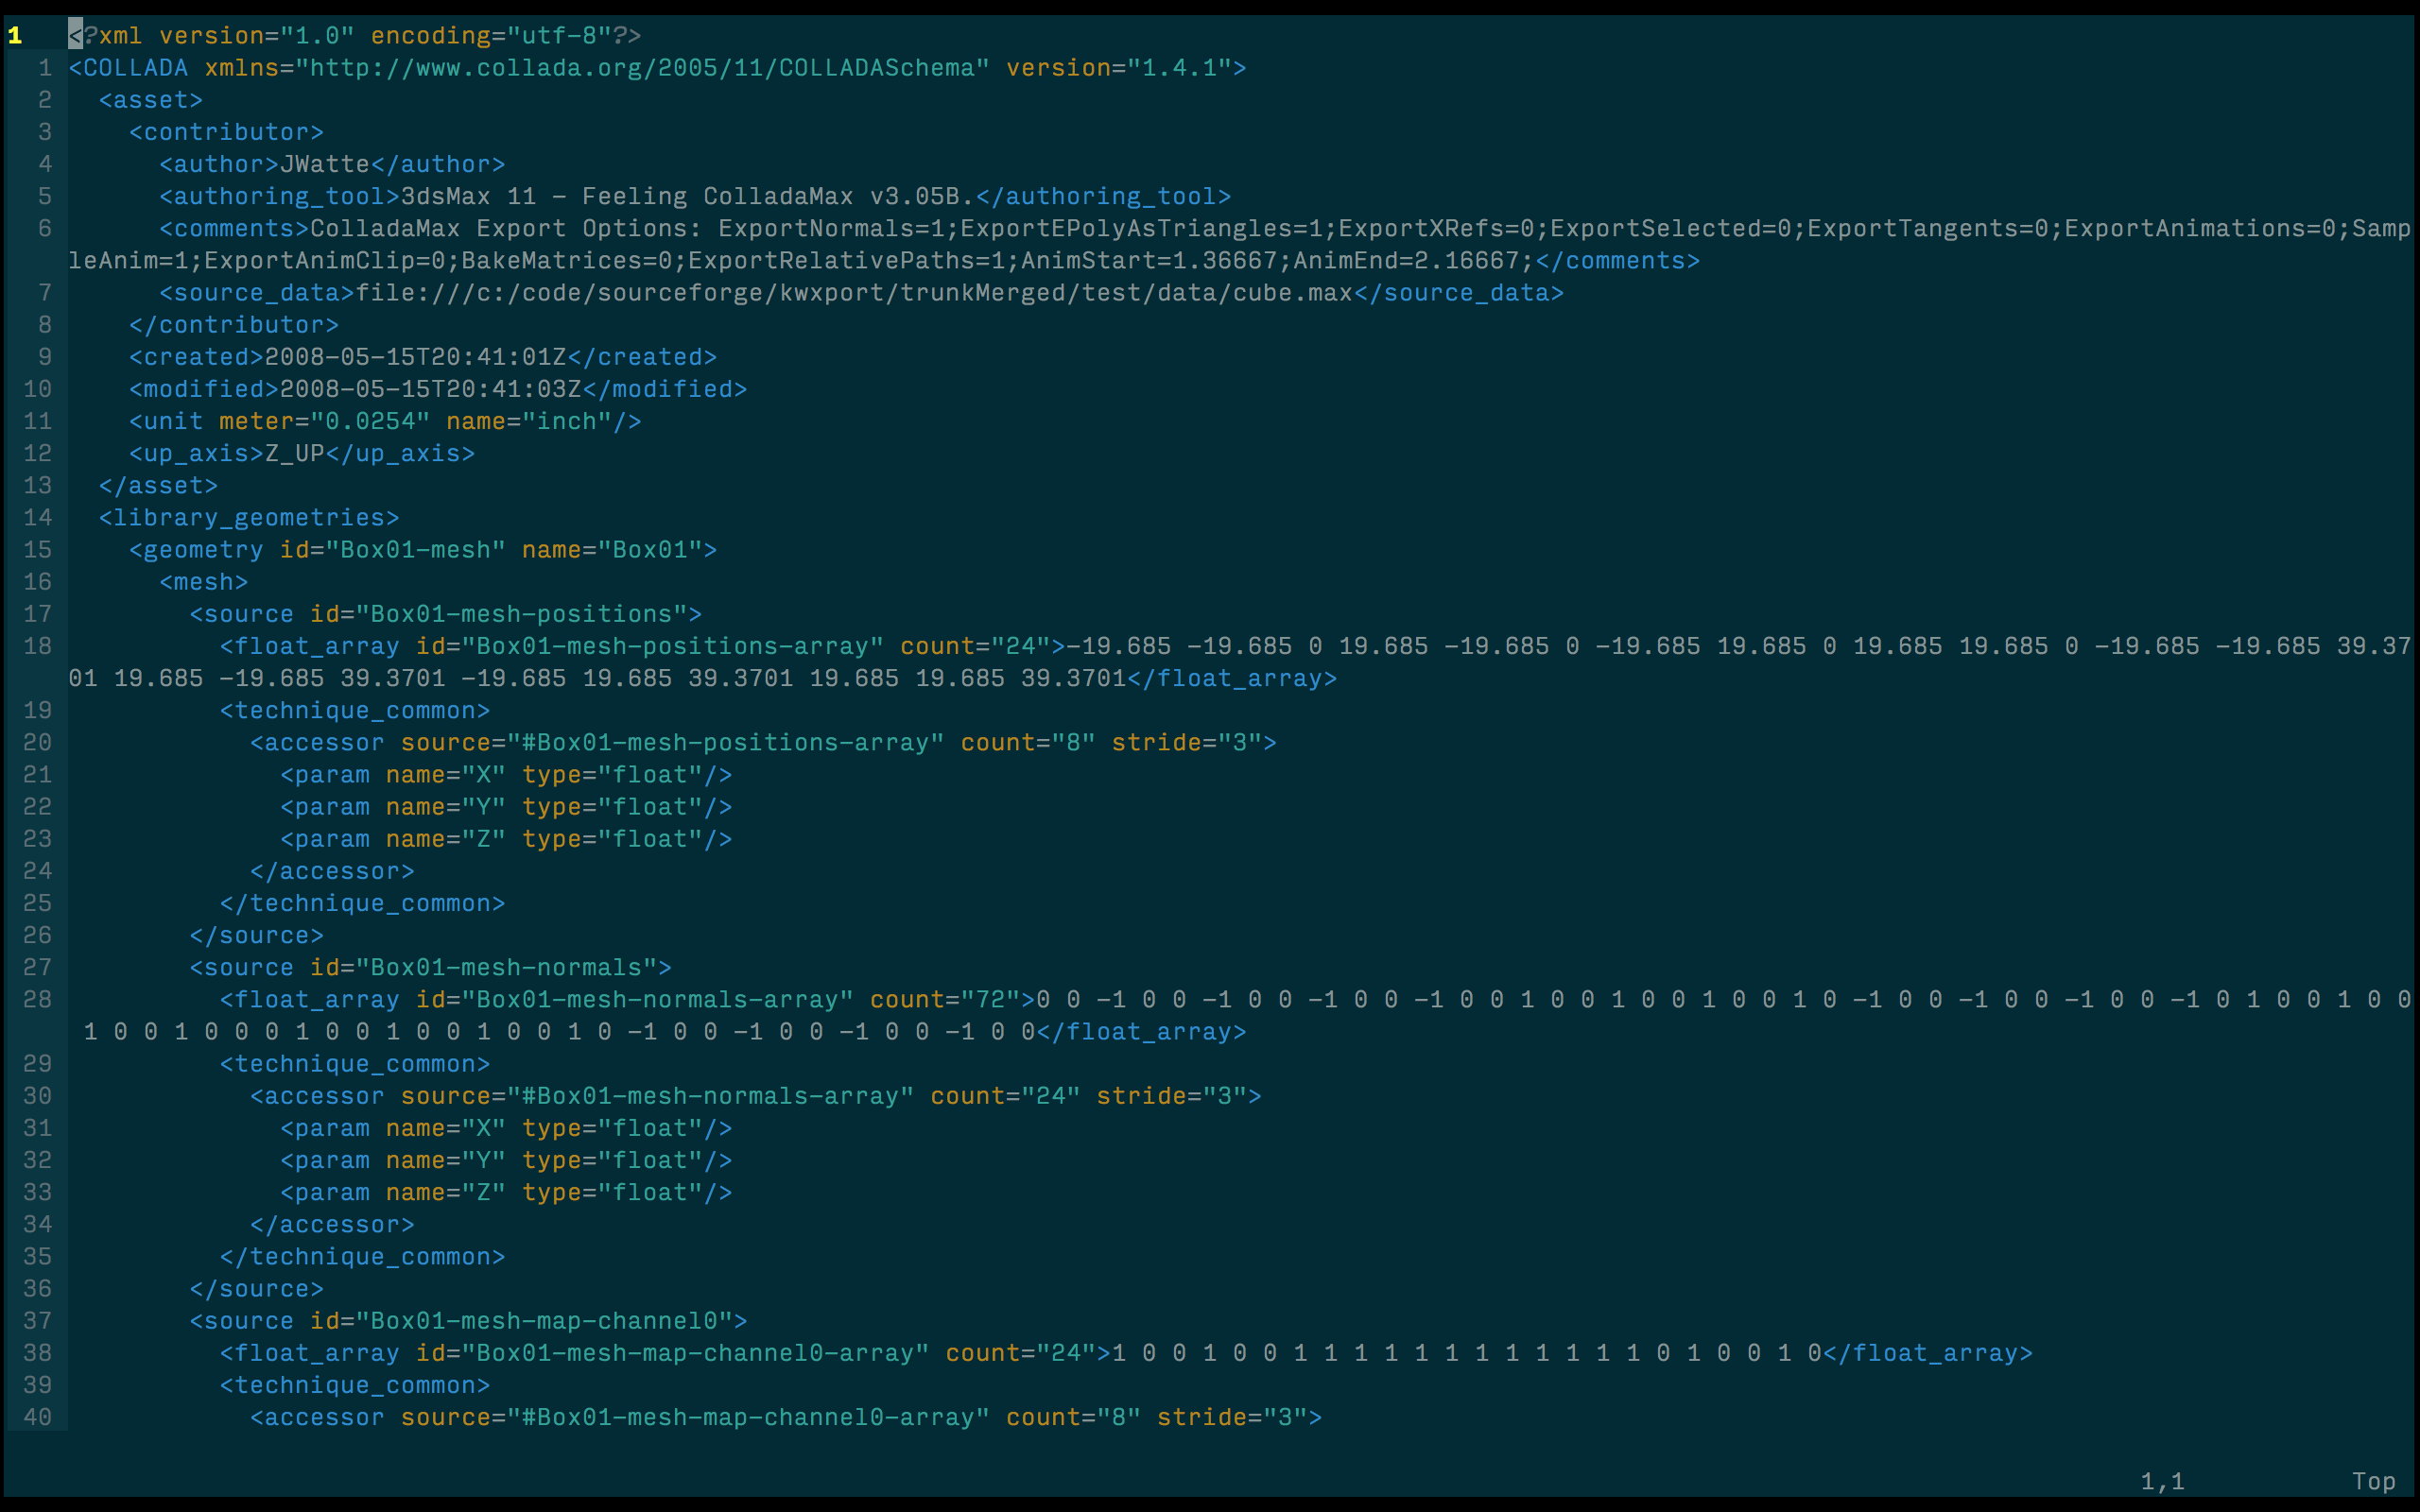 1 <?xml version="1.0" encoding="utf-8"?>
1 <COLLADA xmlns="http://www.collada.org/2005/11/COLLADASchema" version="1.4.1">
2   <asset>
3     <contributor>
4       <author>JWatte</author>
5       <authoring_tool>3dsMax 11 - Feeling ColladaMax v3.05B.</authoring_tool>
6       <comments>ColladaMax Export Options: ExportNormals=1;ExportEPolyAsTriangles=1;ExportXRefs=0;ExportSelected=0;ExportTangents=0;ExportAnimations=0;Samp
leAnim=1;ExportAnimClip=0;BakeMatrices=0;ExportRelativePaths=1;AnimStart=1.36667;AnimEnd=2.16667;</comments>
7       <source_data>file:///c:/code/sourceforge/kwxport/trunkMerged/test/data/cube.max</source_data>
8     </contributor>
9     <created>2008-05-15T20:41:01Z</created>
10     <modified>2008-05-15T20:41:03Z</modified>
11     <unit meter="0.0254" name="inch"/>
12     <up_axis>Z_UP</up_axis>
13   </asset>
14   <library_geometries>
15     <geometry id="Box01-mesh" name="Box01">
16       <mesh>
17         <source id="Box01-mesh-positions">
18           <float_array id="Box01-mesh-positions-array" count="24">-19.685 -19.685 0 19.685 -19.685 0 -19.685 19.685 0 19.685 19.685 0 -19.685 -19.685 39.37
01 19.685 -19.685 39.3701 -19.685 19.685 39.3701 19.685 19.685 39.3701</float_array>
19           <technique_common>
20             <accessor source="#Box01-mesh-positions-array" count="8" stride="3">
21               <param name="X" type="float"/>
22               <param name="Y" type="float"/>
23               <param name="Z" type="float"/>
24             </accessor>
25           </technique_common>
26         </source>
27         <source id="Box01-mesh-normals">
28           <float_array id="Box01-mesh-normals-array" count="72">0 0 -1 0 0 -1 0 0 -1 0 0 -1 0 0 1 0 0 1 0 0 1 0 0 1 0 -1 0 0 -1 0 0 -1 0 0 -1 0 1 0 0 1 0 0
 1 0 0 1 0 0 0 1 0 0 1 0 0 1 0 0 1 0 -1 0 0 -1 0 0 -1 0 0 -1 0 0</float_array>
29           <technique_common>
30             <accessor source="#Box01-mesh-normals-array" count="24" stride="3">
31               <param name="X" type="float"/>
32               <param name="Y" type="float"/>
33               <param name="Z" type="float"/>
34             </accessor>
35           </technique_common>
36         </source>
37         <source id="Box01-mesh-map-channel0">
38           <float_array id="Box01-mesh-map-channel0-array" count="24">1 0 0 1 0 0 1 1 1 1 1 1 1 1 1 1 1 1 0 1 0 0 1 0</float_array>
39           <technique_common>
40             <accessor source="#Box01-mesh-map-channel0-array" count="8" stride="3">
1,1 Top